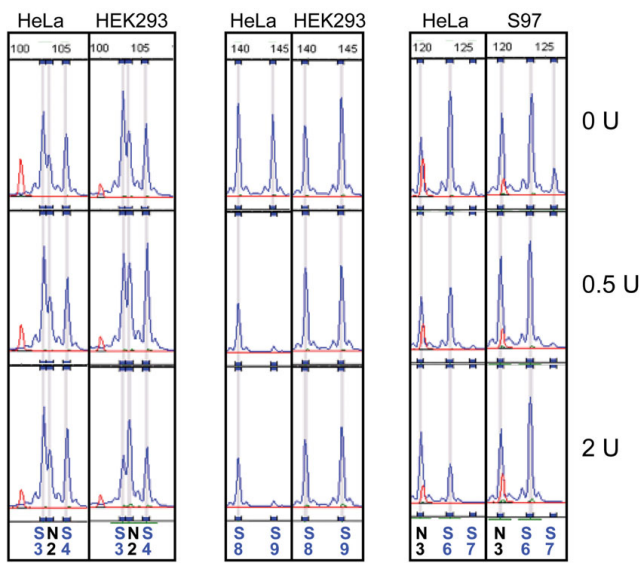 HeLa HEK293 HeLa HEK293 HeLa S97
100 105 100 105 140 145 140 145 120 125 120 125
0 U
0.5 U
2 U
S N S S N S S S S S N S S N S S
3 2 4 3 2 4 8 9 8 9 3 6 7 3 6 7